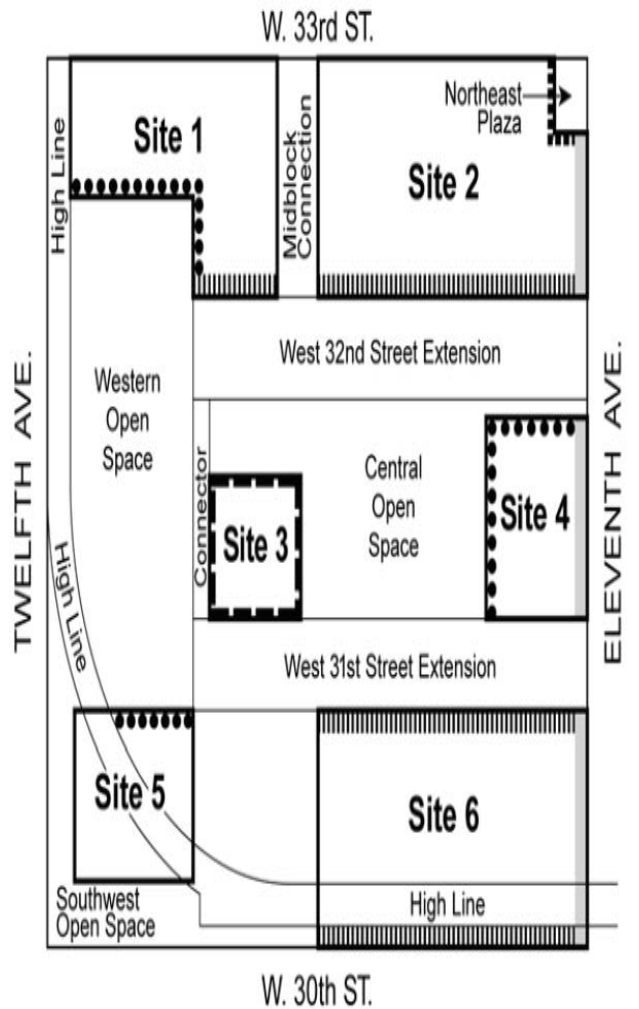 W. 33rd ST.
Northeast
Plaza
Site 1
High Line
Midblock
Connection
Site 2
West 32nd Street Extension
TWELFTH AVE.
ELEVENTH AVE.
Western
Open
Space
Connector
Central
Open
Space
Site 3
Site 4
High Line
West 31st Street Extension
Site 5
Site 6
Southwest
Open Space
High Line
W. 30th ST.